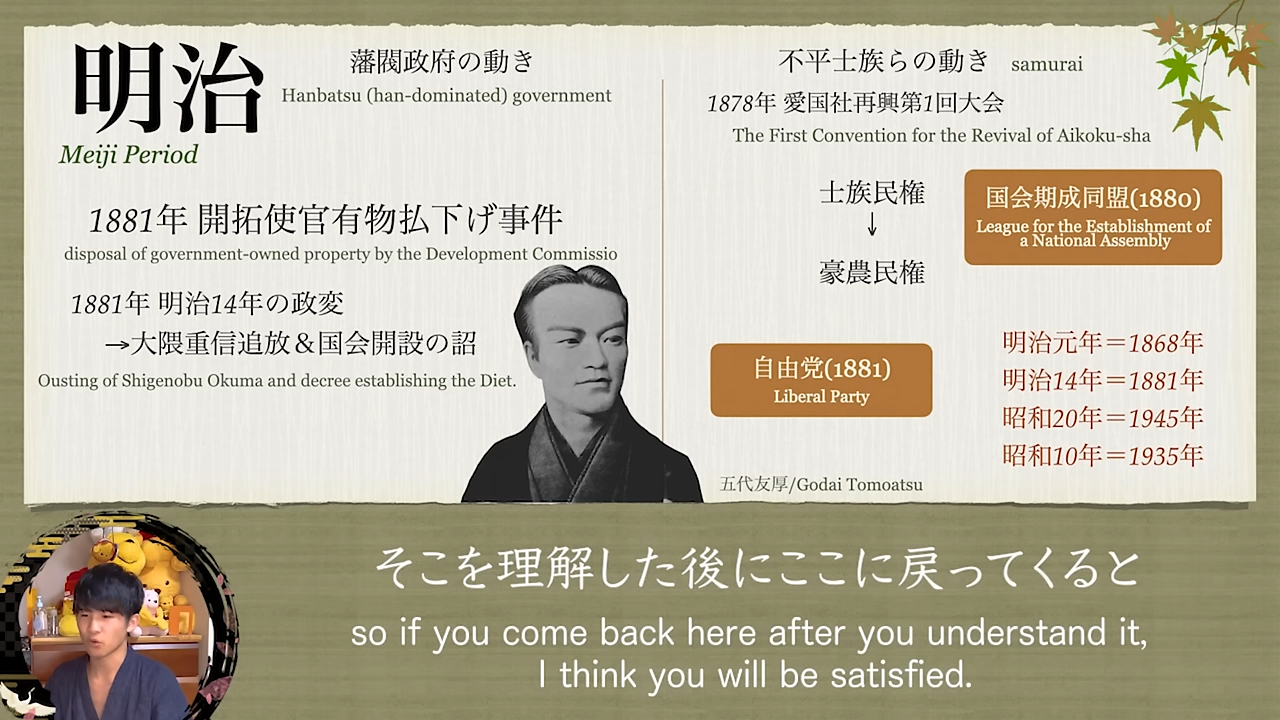 明治
Meiji Period
藩閥政府の動き
Hanbatsu (han-dominated) government
1881年 開拓使官有物払下げ事件
disposal of government-owned property by the Development Commissio
1881年 明治14年の政変
→大隈重信追放＆国会開設の詔
Ousting of Shigenobu Okuma and decree establishing the Diet.
不平士族らの動き samurai
1878年 愛国社再興第1回大会
The First Convention for the Revival of Aikoku-sha
士族民権
↓
豪農民権
国会期成同盟(1880)
League for the Establishment of
a National Assembly
自由党(1881)
Liberal Party
明治元年＝1868年
明治14年＝1881年
昭和20年＝1945年
昭和10年＝1935年
五代友厚/Godai Tomoatsu
そこを理解した後にここに戻ってくると
so if you come back here after you understand it,
I think you will be satisfied.